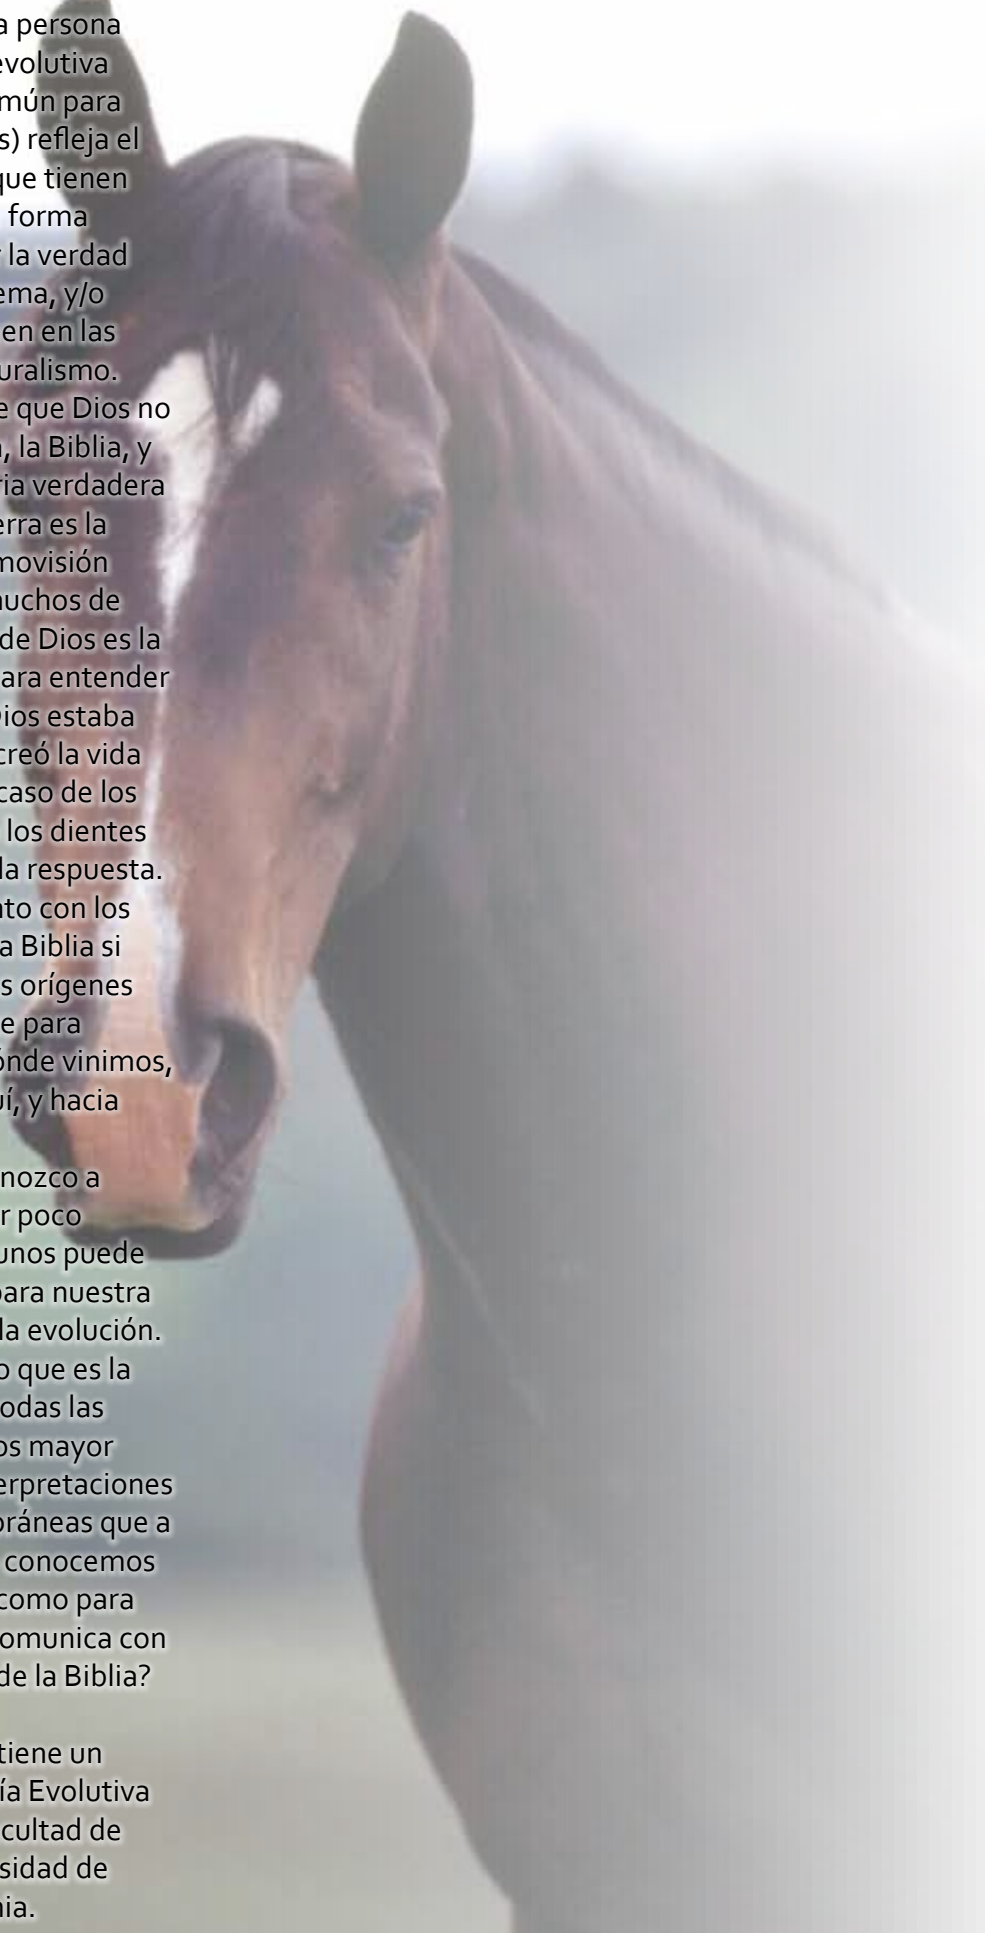 a persona
evolutiva
mún para
s) refleja el
que tienen
forma
la verdad
ema, y/o
en en las
uralismo.
e que Dios no
, la Biblia, y
ria verdadera
erra es la
movisión
muchos de
de Dios es la
ara entender
Dios estaba
creó la vida
caso de los
los dientes
la respuesta.
nto con los
a Biblia si
s orígenes
e para
ónde vinimos,
uí, y hacia
nozco a
r poco
unos puede
para nuestra
la evolución.
o que es la
odas las
os mayor
erpretaciones
oráneas que a
conocemos
como para
omunica con
de la Biblia?
tiene un
ía Evolutiva
cultad de
sidad de
nia.